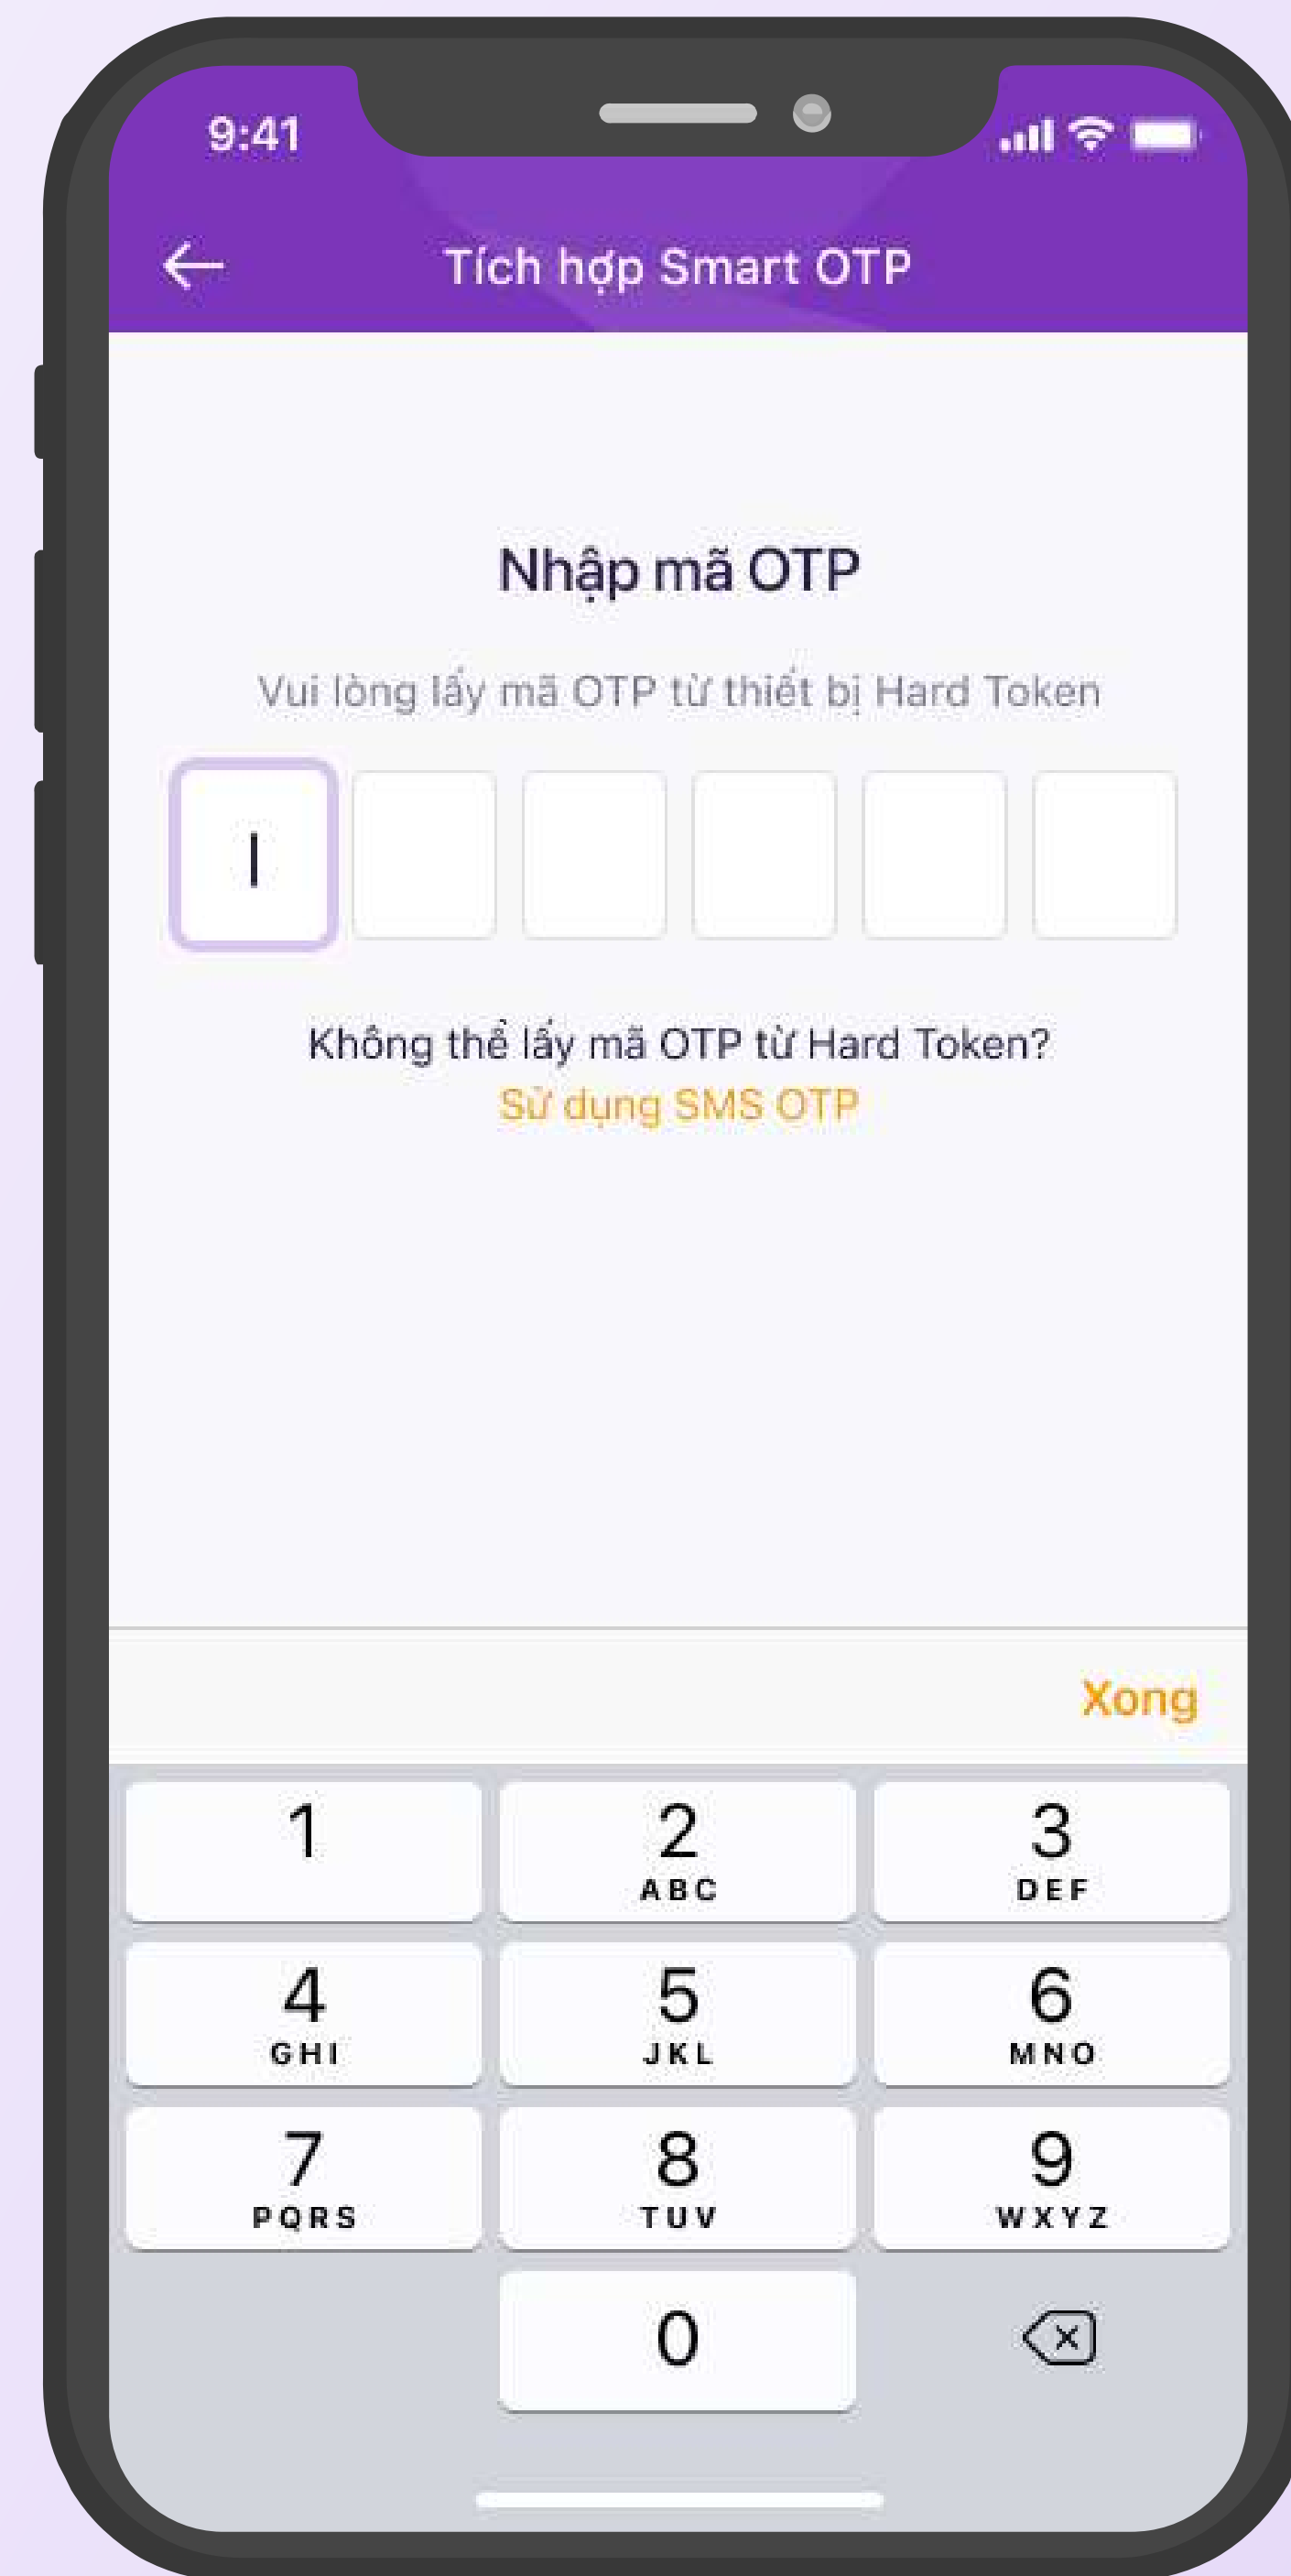 9:41
Tích hợp Smart OTP
Nhập mã OTP
Vui lòng lấy mã OTP từ thiết bị Hard Token
Không thể lấy mã OTP từ Hard Token?
Sử dụng SMS OTP
Xong
1 2 3
ABC DEF
4 5 6
GHI JKL MNO
7 8 9
PQRS TUV WXYZ
0